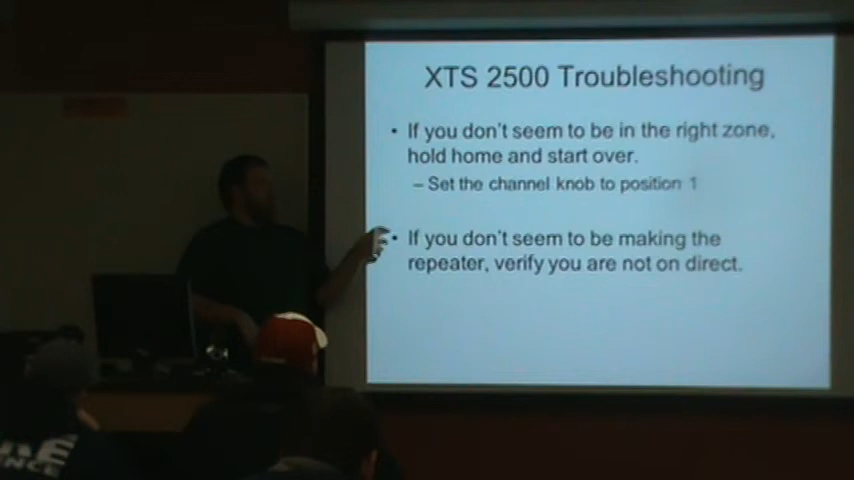 XTS 2500 Troubleshooting
• If you don't seem to be in the right zone,
hold home and start over.
– Set the channel knob to position 1
• If you don't seem to be making the
repeater, verify you are not on direct.